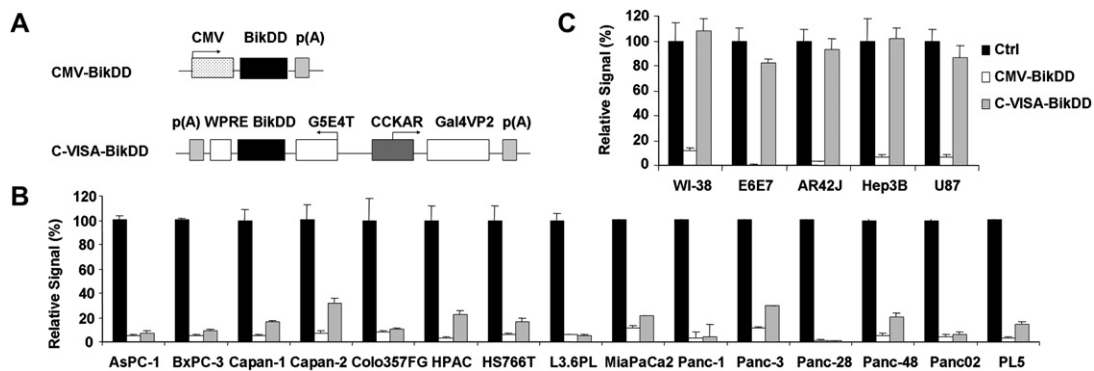 A
CMV BikDD p(A)
CMV-BikDD
p(A) WPRE BikDD G5E4T CCKAR Gal4VP2 p(A)
C-VISA-BikDD
C
Relative Signal (%)
120
100
80
60
40
20
0
WI-38 E6E7 AR42J Hep3B U87
Ctrl
CMV-BikDD
C-VISA-BikDD
B
Relative Signal (%)
120
100
80
60
40
20
0
AsPC-1 BxPC-3 Capan-1 Capan-2 Colo357FG HPAC HS766T L3.6PL MiaPaCa2 Panc-1 Panc-3 Panc-28 Panc-48 Panc02 PL5